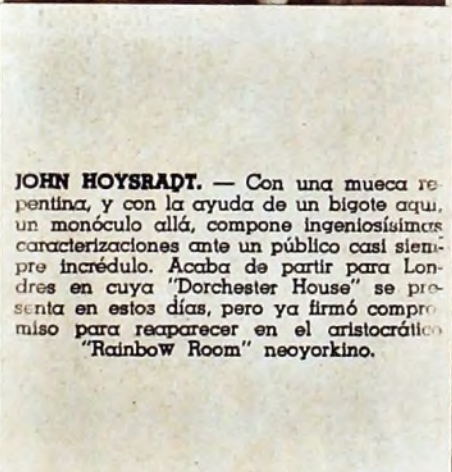 JOHN HOYSRADT. — Con una mueca re-
pentina, y con la ayuda de un bigote aquí,
un monóculo allá, compone ingeniosísimas
caracterizaciones ante un público casi siem-
pre incrédulo. Acaba de partir para Lon-
dres en cuya "Dorchester House" se pre-
senta en estos días, pero ya firmó compro-
miso para reaparecer en el aristocrático
"Rainbow Room" neoyorkino.